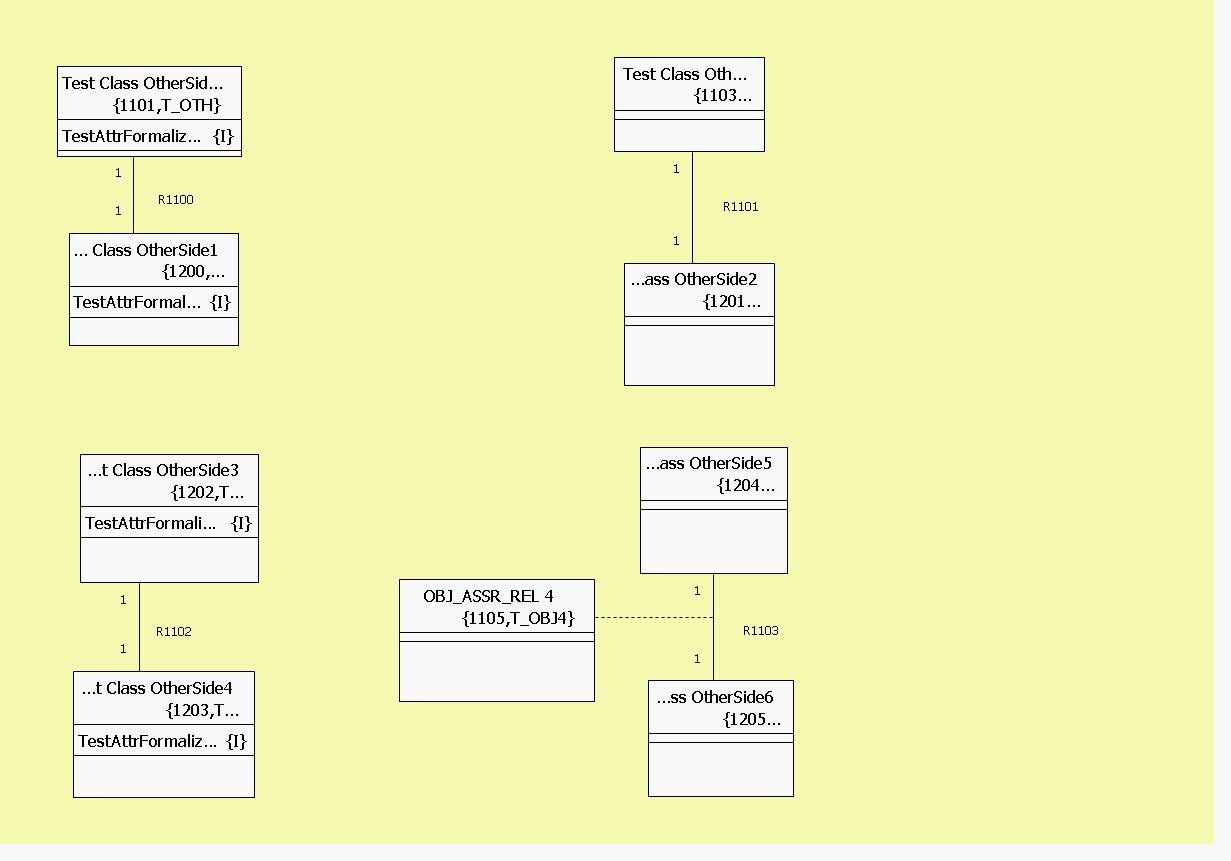 Test Class OtherSid...
{1101,T_OTH}
TestAttrFormaliz... {I}
1
R1100
1
... Class OtherSide1
{1200,...
TestAttrFormal... {I}
Test Class Oth...
{1103...
1
R1101
1
...ass OtherSide2
{1201...
...t Class OtherSide3
{1202,T...
TestAttrFormali... {I}
1
R1102
1
...t Class OtherSide4
{1203,T...
TestAttrFormaliz... {I}
...ass OtherSide5
{1204...
1
OBJ_ASSR_REL 4
{1105,T_OBJ4}
R1103
1
...ss OtherSide6
{1205...